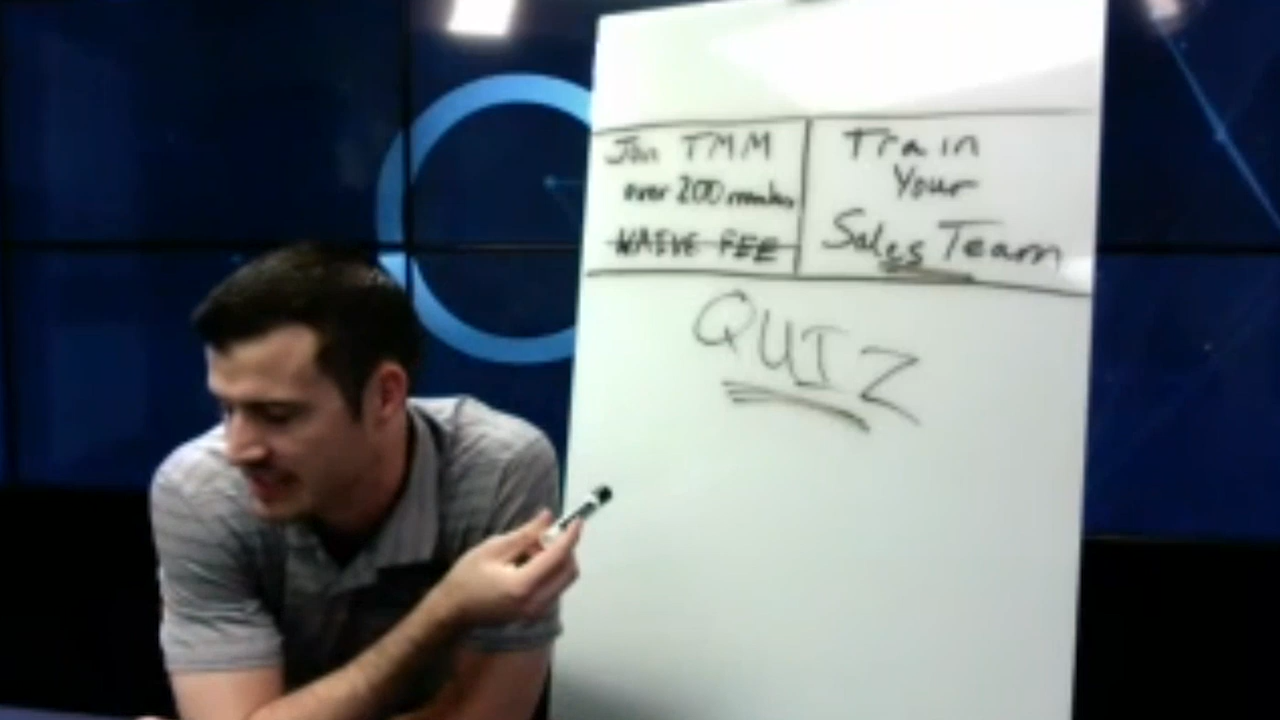 Join TMM
over 200 members
WAIVE FEE
Train
Your
Sales Team
QUIZ